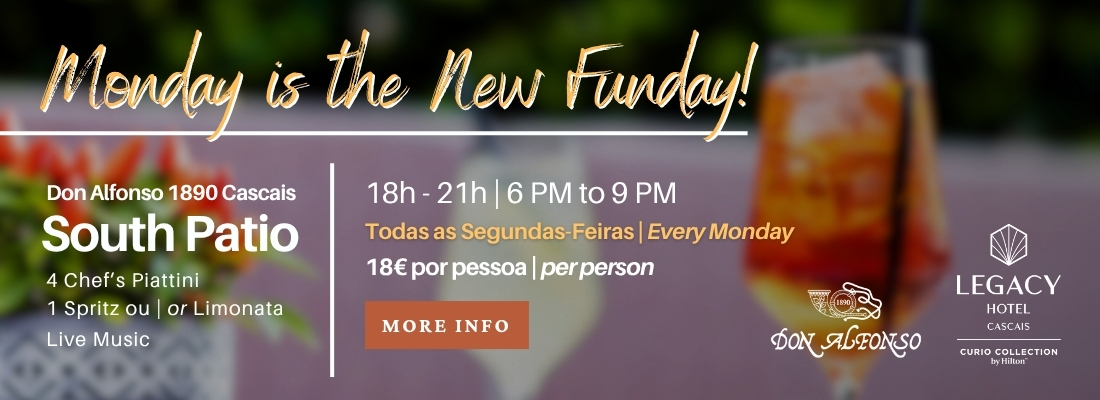 Monday is the New Funday!
Don Alfonso 1890 Cascais
South Patio
4 Chef's Piattini
1 Spritz ou | or Limonata
Live Music
18h - 21h | 6 PM to 9 PM
Todas as Segundas-Feiras | Every Monday
18€ por pessoa | per person
MORE INFO
1890
DON ALFONSO
LEGACY
HOTEL
CASCAIS
CURIO COLLECTION
by Hilton™